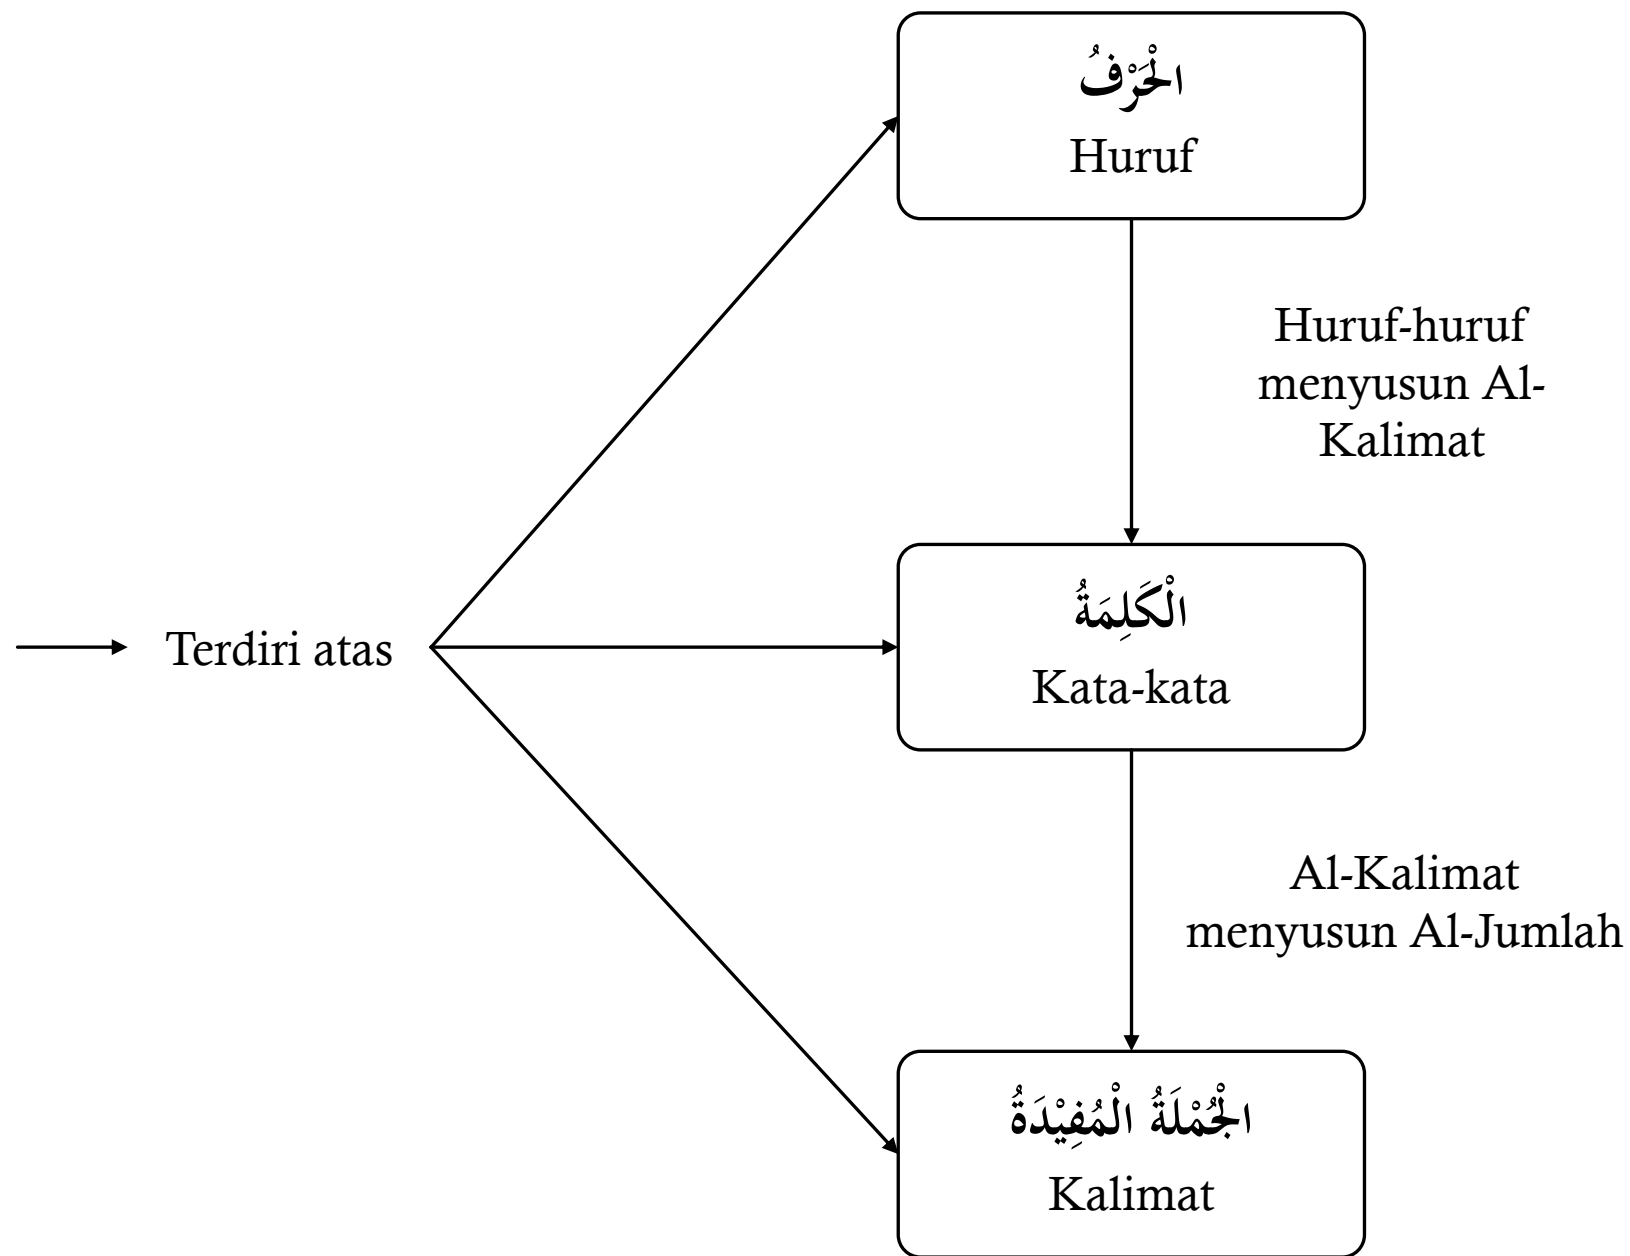 الْحَرْفُ
Huruf
Huruf-huruf
menyusun Al-
Kalimat
Terdiri atas
الْكَلِمَةُ
Kata-kata
Al-Kalimat
menyusun Al-Jumlah
الْجُمْلَةُ الْمُفِيْدَةُ
Kalimat